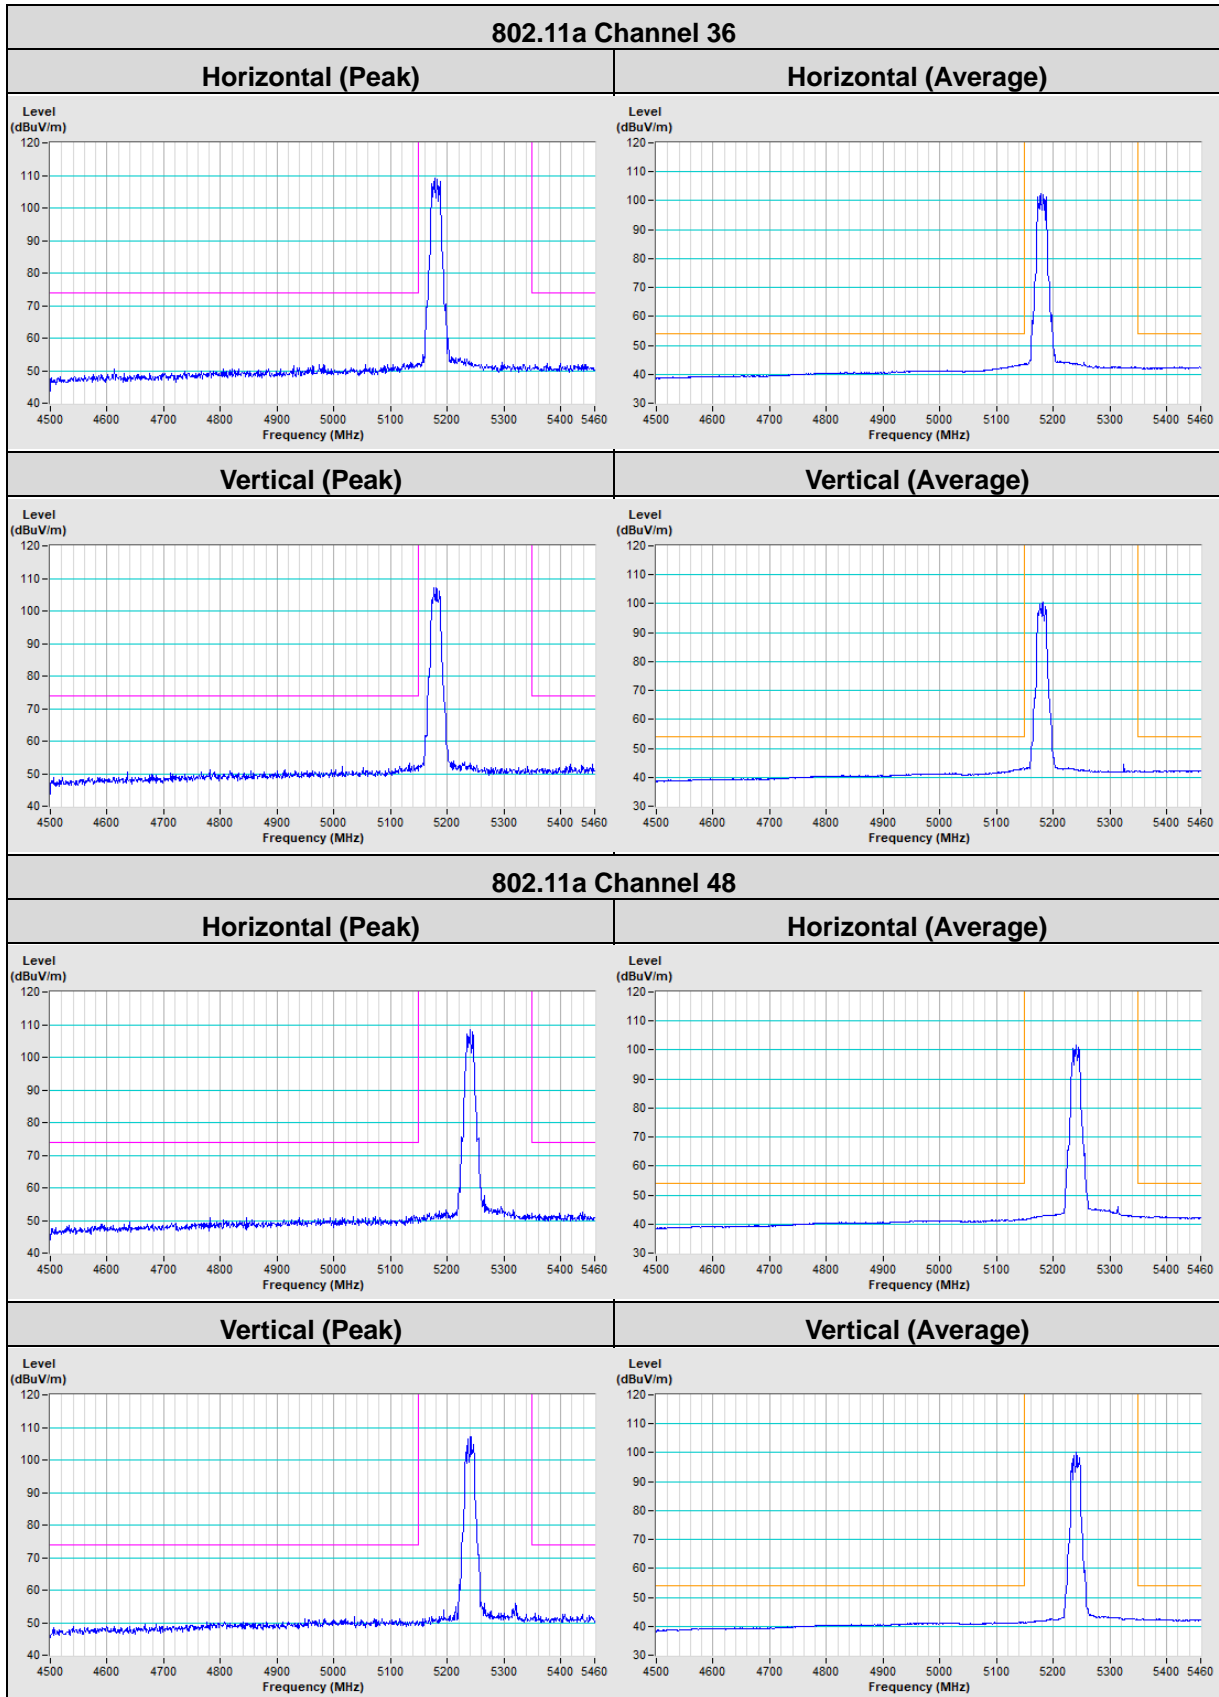 802.11a Channel 36
Horizontal (Peak) Horizontal (Average)
Level Level
(dBuV/m) (dBuV/m)
120 120
110 110
100 100
90 90
80 80
70 70
60 60
50 50
40 40
30
4500 4600 4700 4800 4900 5000 5100 5200 5300 5400 5460 4500 4600 4700 4800 4900 5000 5100 5200 5300 5400 5460
Frequency (MHz) Frequency (MHz)
Vertical (Peak) Vertical (Average)
Level Level
(dBuV/m) (dBuV/m)
120 120
110 110
100 100
90 90
80 80
70 70
60 60
50 50
40 40
30
4500 4600 4700 4800 4900 5000 5100 5200 5300 5400 5460 4500 4600 4700 4800 4900 5000 5100 5200 5300 5400 5460
Frequency (MHz) Frequency (MHz)
802.11a Channel 48
Horizontal (Peak) Horizontal (Average)
Level Level
(dBuV/m) (dBuV/m)
120 120
110 110
100 100
90 90
80 80
70 70
60 60
50 50
40 40
30
4500 4600 4700 4800 4900 5000 5100 5200 5300 5400 5460 4500 4600 4700 4800 4900 5000 5100 5200 5300 5400 5460
Frequency (MHz) Frequency (MHz)
Vertical (Peak) Vertical (Average)
Level Level
(dBuV/m) (dBuV/m)
120 120
110 110
100 100
90 90
80 80
70 70
60 60
50 50
40 40
30
4500 4600 4700 4800 4900 5000 5100 5200 5300 5400 5460 4500 4600 4700 4800 4900 5000 5100 5200 5300 5400 5460
Frequency (MHz) Frequency (MHz)